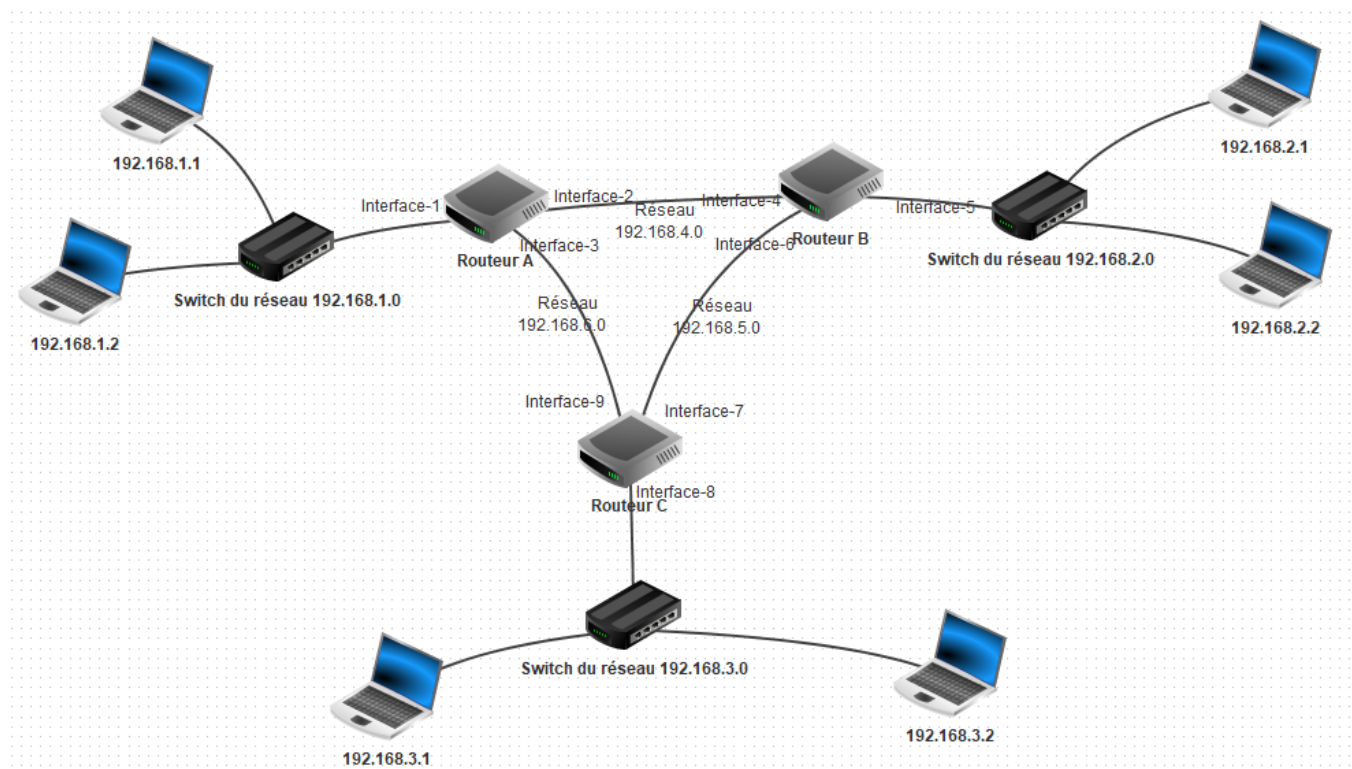 192.168.1.1
192.168.2.1
Interface-1
Interface-2
Réseau
192.168.4.0
Interface-4
Interface-5
Interface-3
Routeur A
Interface-6
Routeur B
Switch du réseau 192.168.2.0
Switch du réseau 192.168.1.0
192.168.1.2
Réseau
192.168.6.0
Réseau
192.168.5.0
192.168.2.2
Interface-9
Interface-7
Interface-8
Routeur C
Switch du réseau 192.168.3.0
192.168.3.1
192.168.3.2